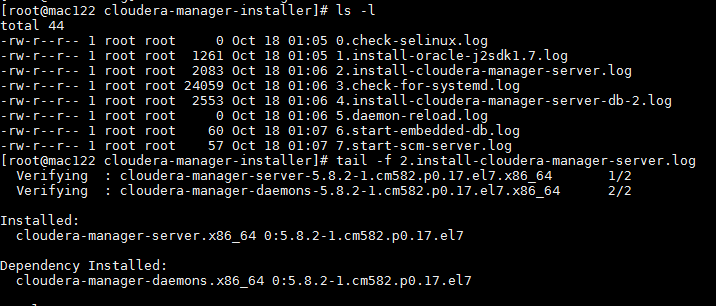 [root@mac122 cloudera-manager-installer]# ls -l
total 44
-rw-r--r-- 1 root root     0 Oct 18 01:05 0.check-selinux.log
-rw-r--r-- 1 root root  1261 Oct 18 01:05 1.install-oracle-j2sdk1.7.log
-rw-r--r-- 1 root root  2083 Oct 18 01:06 2.install-cloudera-manager-server.log
-rw-r--r-- 1 root root 24059 Oct 18 01:06 3.check-for-systemd.log
-rw-r--r-- 1 root root  2553 Oct 18 01:06 4.install-cloudera-manager-server-db-2.log
-rw-r--r-- 1 root root     0 Oct 18 01:06 5.daemon-reload.log
-rw-r--r-- 1 root root    60 Oct 18 01:07 6.start-embedded-db.log
-rw-r--r-- 1 root root    57 Oct 18 01:07 7.start-scm-server.log
[root@mac122 cloudera-manager-installer]# tail -f 2.install-cloudera-manager-server.log
  Verifying  : cloudera-manager-server-5.8.2-1.cm582.p0.17.el7.x86_64       1/2
  Verifying  : cloudera-manager-daemons-5.8.2-1.cm582.p0.17.el7.x86_64      2/2
Installed:
  cloudera-manager-server.x86_64 0:5.8.2-1.cm582.p0.17.el7
Dependency Installed:
  cloudera-manager-daemons.x86_64 0:5.8.2-1.cm582.p0.17.el7